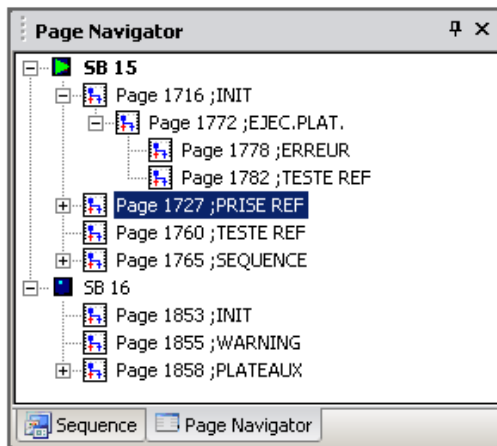 Page Navigator
SB 15
Page 1716 ;INIT
Page 1772 ;EJEC.PLAT.
Page 1778 ;ERREUR
Page 1782 ;TESTE REF
Page 1727 ;PRISE REF
Page 1760 ;TESTE REF
Page 1765 ;SEQUENCE
SB 16
Page 1853 ;INIT
Page 1855 ;WARNING
Page 1858 ;PLATEAUX
Sequence Page Navigator